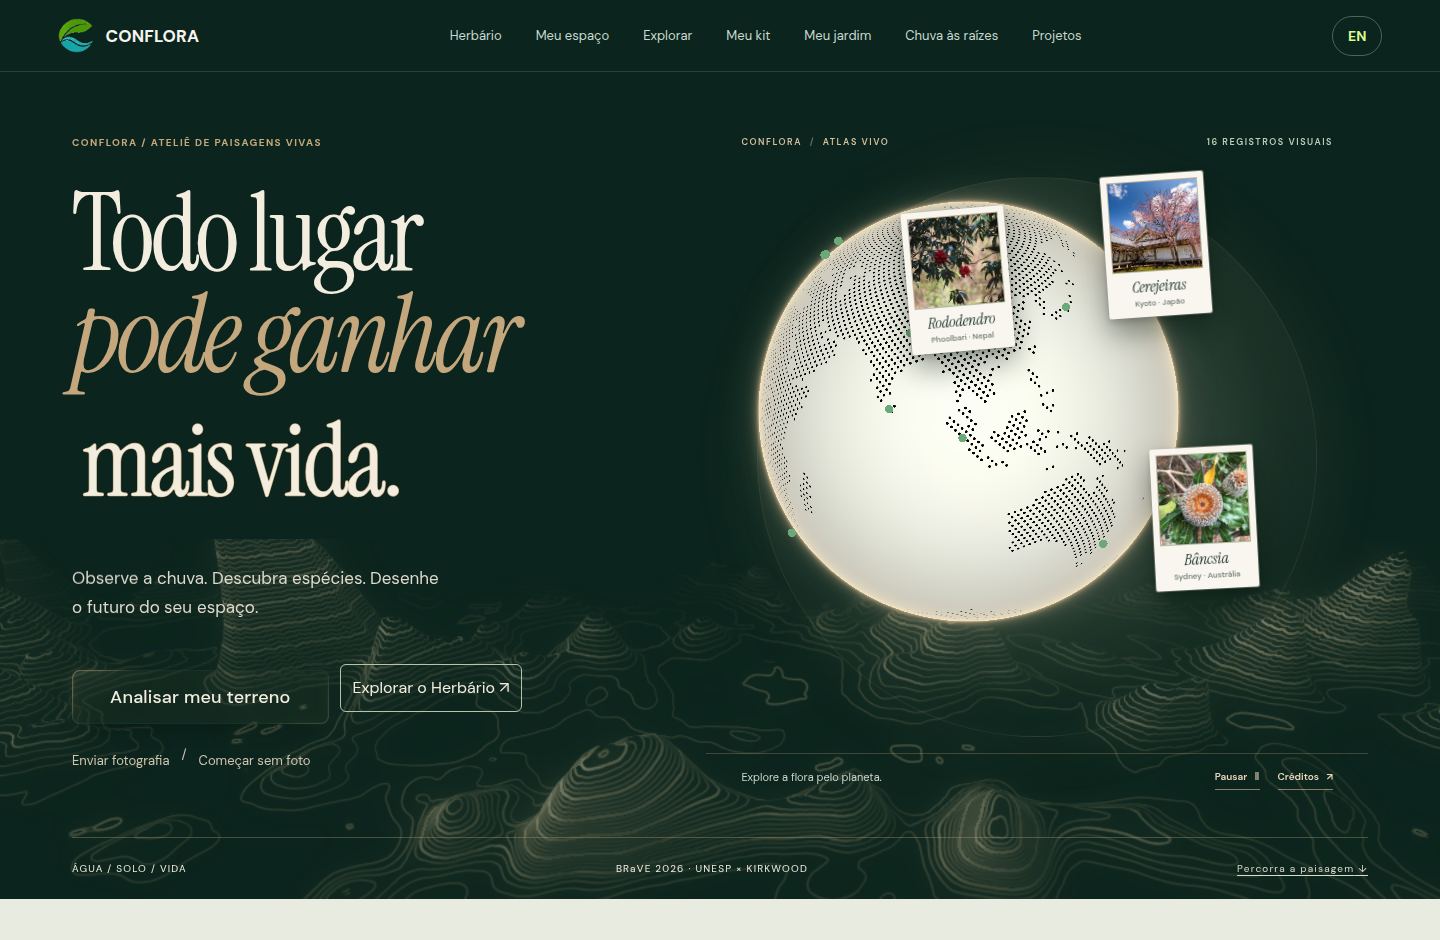 CONFLORA
Herbário
Meu espaço
Explorar
Meu kit
Meu jardim
Chuva às raízes
Projetos
EN
CONFLORA / ATELIÊ DE PAISAGENS VIVAS
Todo lugar
pode ganhar
mais vida.
Observe a chuva. Descubra espécies. Desenhe
o futuro do seu espaço.
Analisar meu terreno
Explorar o Herbário ↗
Enviar fotografia / Começar sem foto
CONFLORA / ATLAS VIVO
16 REGISTROS VISUAIS
Rododendro
Phoolbari · Nepal
Cerejeiras
Kyoto · Japão
Bâncsia
Sydney · Austrália
Explore a flora pelo planeta.
Pausar
Créditos ↗
ÁGUA / SOLO / VIDA
BRaVE 2026 · UNESP × KIRKWOOD
Percorra a paisagem ↓